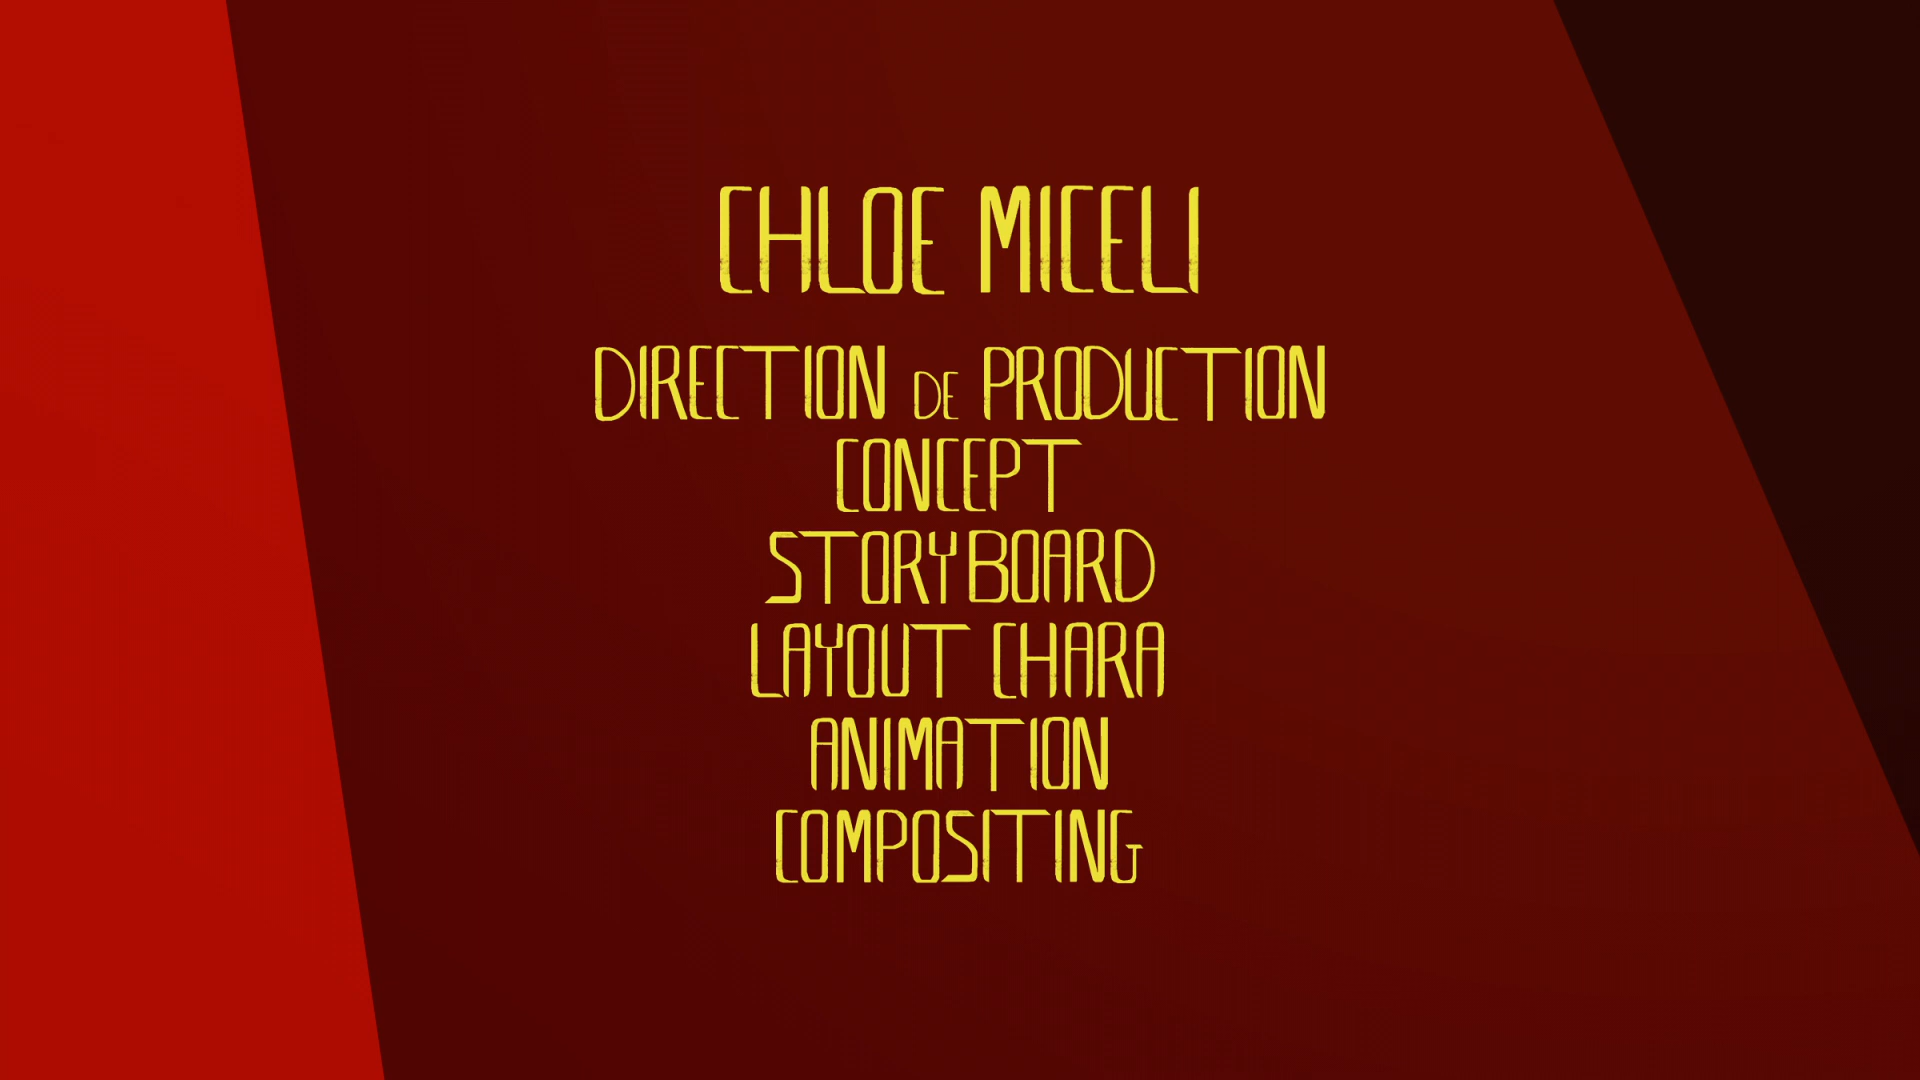 CHLOE MICELI
DIRECTION DE PRODUCTION
CONCEPT
STORYBOARD
LAYOUT CHARA
ANIMATION
COMPOSITING